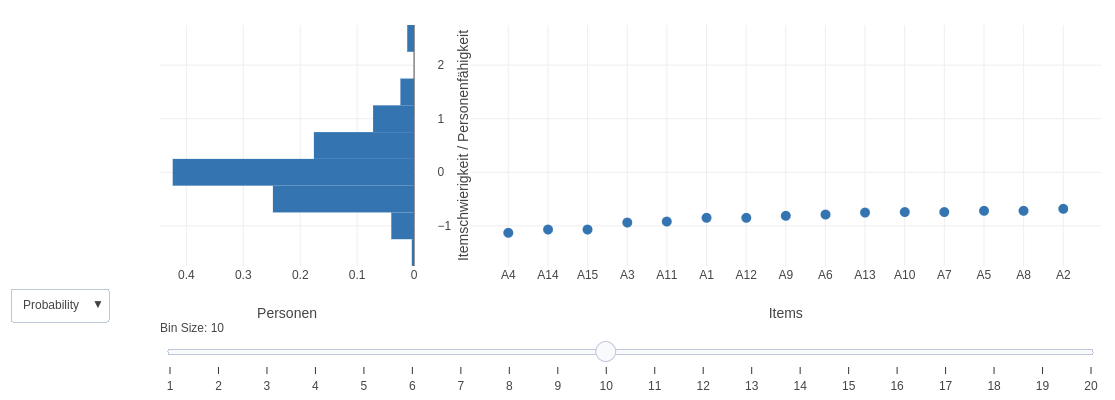 2
1
0
−1
Itemschwierigkeit / Personenfähigkeit
0.4 0.3 0.2 0.1 0
A4 A14 A15 A3 A11 A1 A12 A9 A6 A13 A10 A7 A5 A8 A2
Probability ▼
Personen
Items
Bin Size: 10
1 2 3 4 5 6 7 8 9 10 11 12 13 14 15 16 17 18 19 20